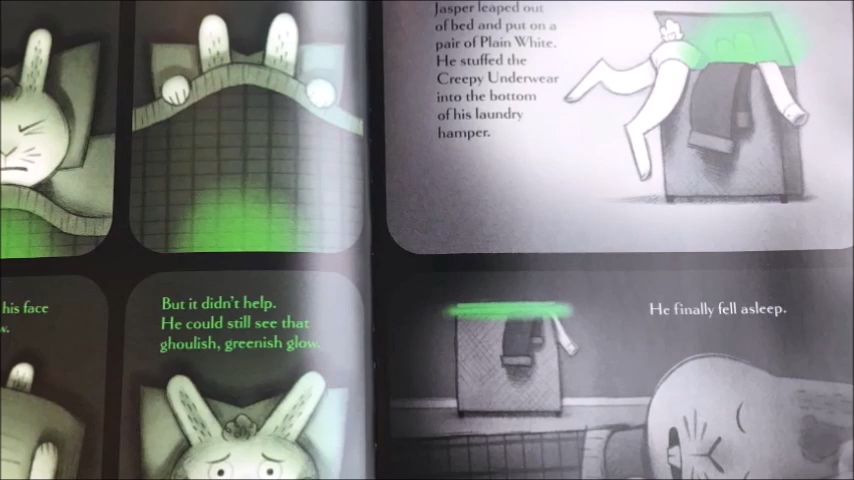 his face
w.
But it didn't help.
He could still see that
ghoulish, greenish glow.
Jasper leaped out
of bed and put on a
pair of Plain White.
He stuffed the
Creepy Underwear
into the bottom
of his laundry
hamper.
He finally fell asleep.